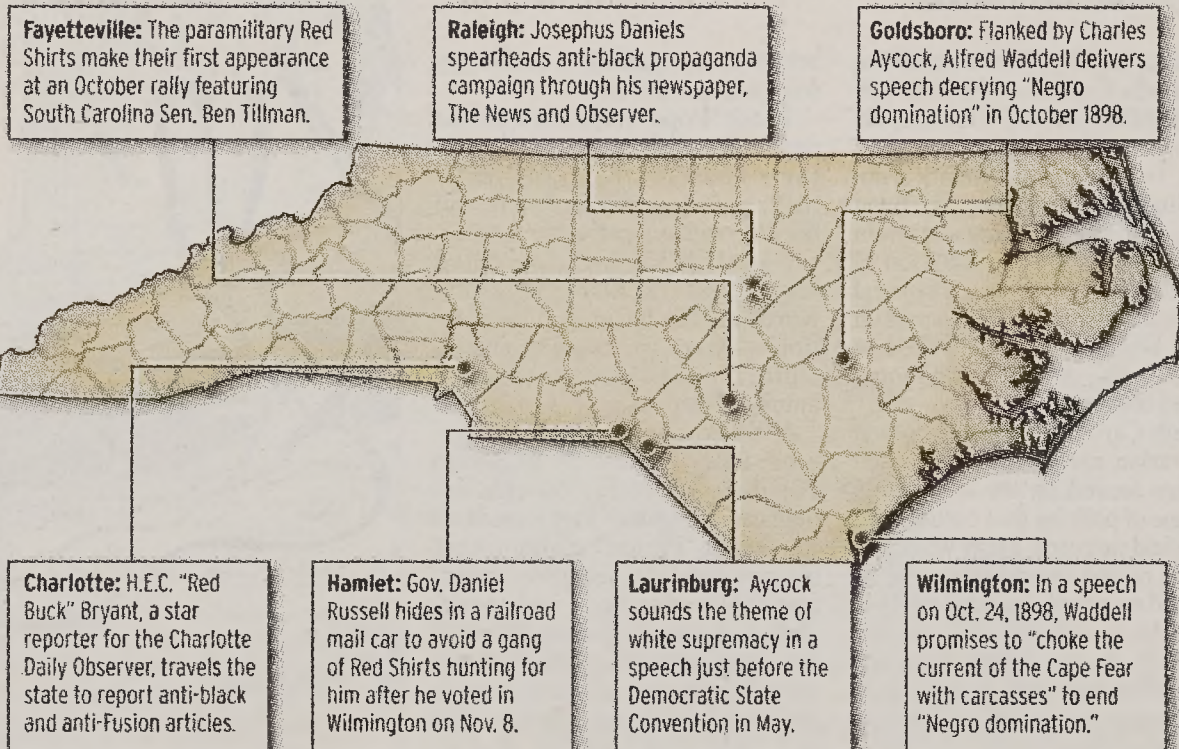 Fayetteville: The paramilitary Red
Shirts make their first appearance
at an October rally featuring
South Carolina Sen. Ben Tillman.
Raleigh: Josephus Daniels
spearheads anti-black propaganda
campaign through his newspaper,
The News and Observer.
Goldsboro: Flanked by Charles
Aycock, Alfred Waddell delivers
speech decrying "Negro
domination" in October 1898.
Charlotte: H.E.C. "Red
Buck" Bryant, a star
reporter for the Charlotte
Daily Observer, travels the
state to report anti-black
and anti-Fusion articles.
Hamlet: Gov. Daniel
Russell hides in a railroad
mail car to avoid a gang
of Red Shirts hunting for
him after he voted in
Wilmington on Nov. 8.
Laurinburg: Aycock
sounds the theme of
white supremacy in a
speech just before the
Democratic State
Convention in May.
Wilmington: In a speech
on Oct. 24, 1898, Waddell
promises to "choke the
current of the Cape Fear
with carcasses" to end
"Negro domination."